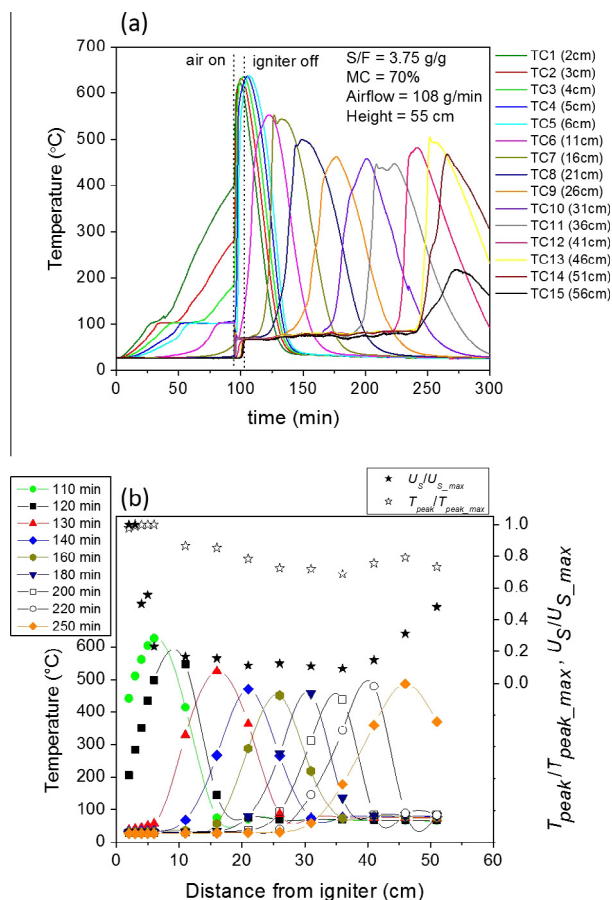 (a)
air on
igniter off
S/F = 3.75 g/g
MC = 70%
Airflow = 108 g/min
Height = 55 cm
TC1 (2cm)
TC2 (3cm)
TC3 (4cm)
TC4 (5cm)
TC5 (6cm)
TC6 (11cm)
TC7 (16cm)
TC8 (21cm)
TC9 (26cm)
TC10 (31cm)
TC11 (36cm)
TC12 (41cm)
TC13 (46cm)
TC14 (51cm)
TC15 (56cm)
Temperature (°C)
700
600
500
400
300
200
100
0
0 50 100 150 200 250 300
time (min)
(b)
110 min
120 min
130 min
140 min
160 min
180 min
200 min
220 min
250 min
U_S/U_S_max
T_peak/T_peak_max
Temperature (°C)
600
500
400
300
200
100
0
1.0
0.8
0.6
0.4
0.2
0.0
T_peak/T_peak_max, U_S/U_S_max
0 10 20 30 40 50 60
Distance from igniter (cm)